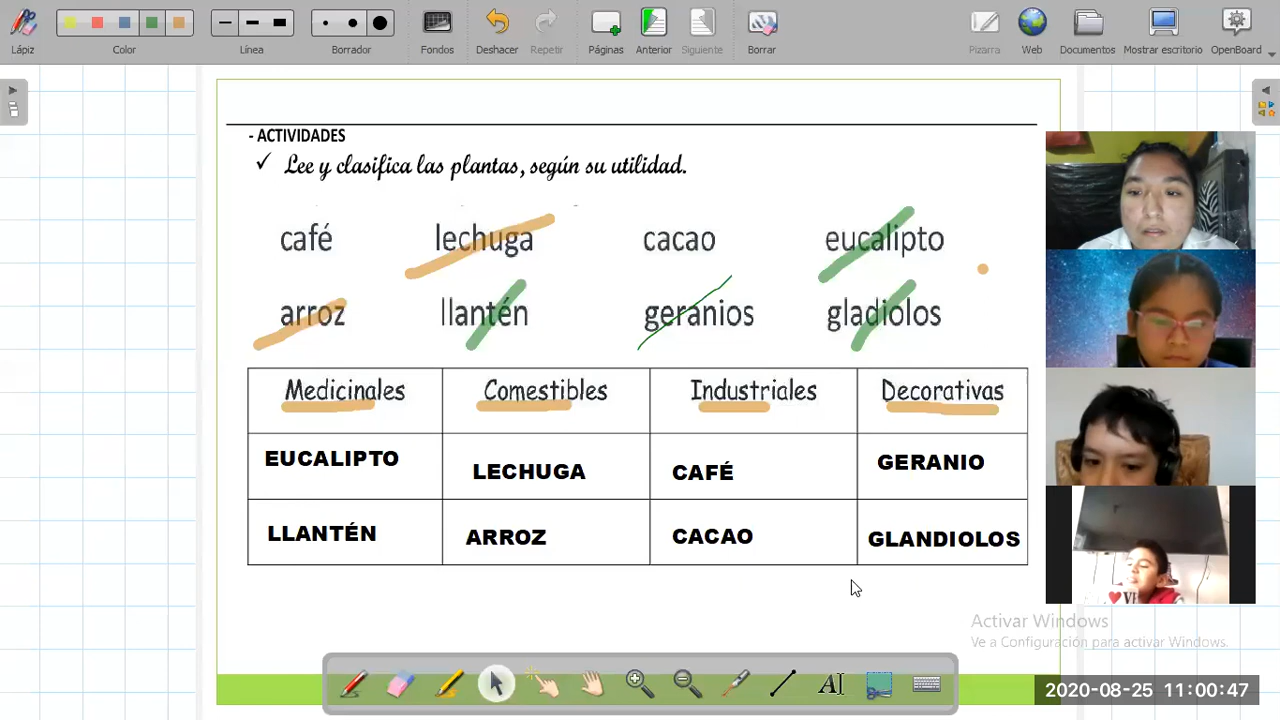 Lápiz
Color
Línea
Borrador
Fondos
Deshacer
Repetir
Páginas
Anterior
Siguiente
Borrar
Pizarra
Web
Documentos
Mostrar escritorio
OpenBoard
- ACTIVIDADES
✓ Lee y clasifica las plantas, según su utilidad.
café lechuga cacao eucalipto
arroz llantén geranios gladiolos
Medicinales Comestibles Industriales Decorativas
EUCALIPTO LECHUGA CAFÉ GERANIO
LLANTÉN ARROZ CACAO GLANDIOLOS
Activar Windows
Ve a Configuración para activar Windows.
2020-08-25 11:00:47